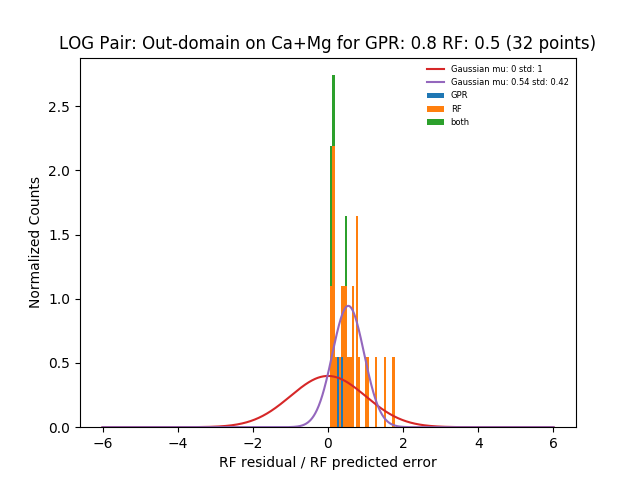 LOG Pair: Out-domain on Ca+Mg for GPR: 0.8 RF: 0.5 (32 points)
Gaussian mu: 0 std: 1
Gaussian mu: 0.54 std: 0.42
GPR
RF
both
Normalized Counts
2.5
2.0
1.5
1.0
0.5
0.0
−6 −4 −2 0 2 4 6
RF residual / RF predicted error